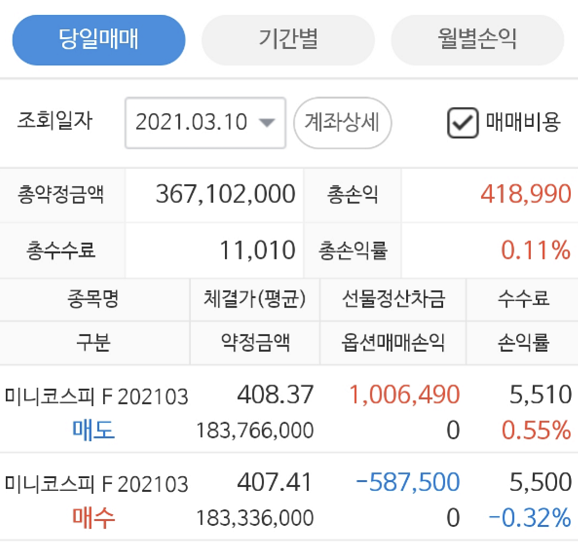 당일매매 기간별 월별손익
조회일자 2021.03.10 계좌상세 매매비용
총약정금액 367,102,000 총손익 418,990
총수수료 11,010 총손익률 0.11%
종목명 체결가(평균) 선물정산차금 수수료
구분 약정금액 옵션매매손익 손익률
미니코스피 F 202103 408.37 1,006,490 5,510
매도 183,766,000 0 0.55%
미니코스피 F 202103 407.41 -587,500 5,500
매수 183,336,000 0 -0.32%